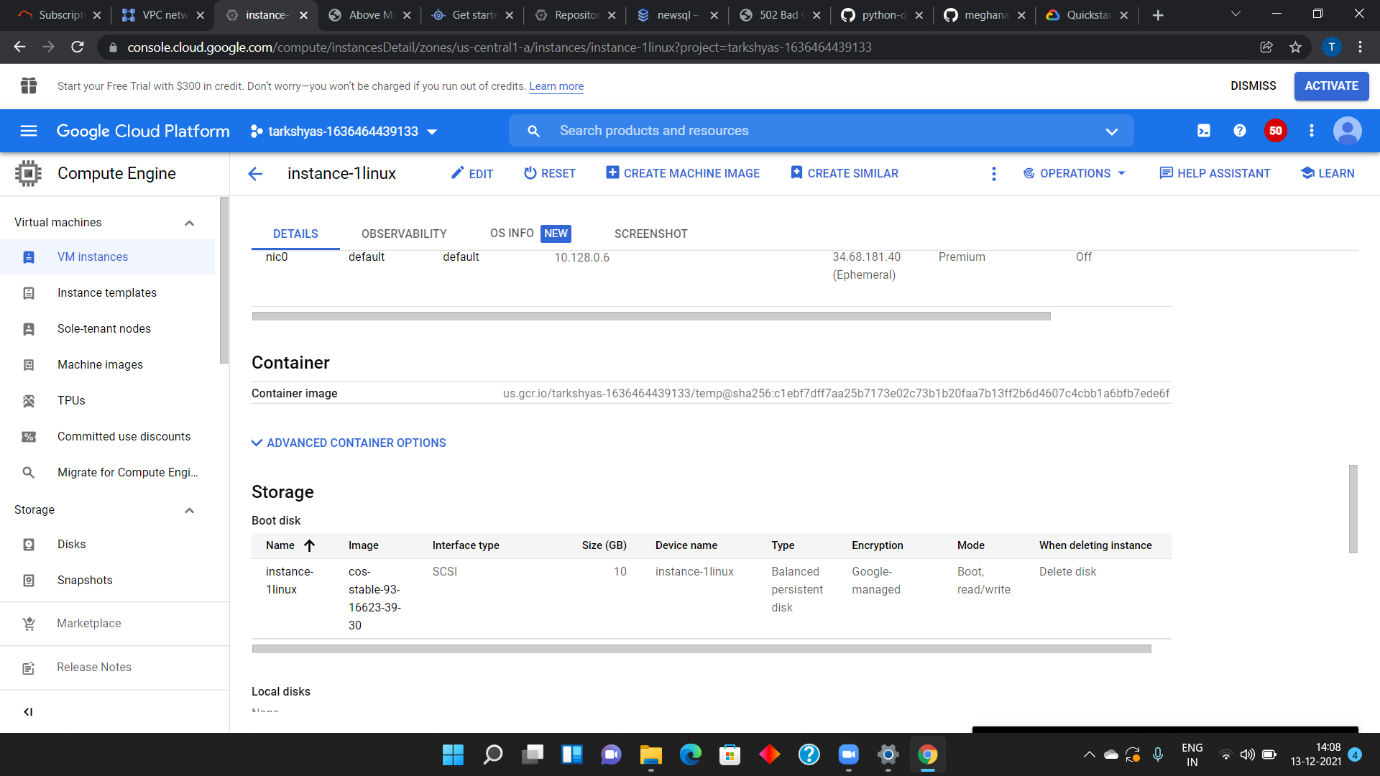 Subscript
VPC netw
instance-
Above M
Get starte
Repositor
newsql –
502 Bad
python-d
meghana
Quickstar
console.cloud.google.com/compute/instancesDetail/zones/us-central1-a/instances/instance-1linux?project=tarkshyas-1636464439133
T
Start your Free Trial with $300 in credit. Don't worry—you won't be charged if you run out of credits. Learn more
DISMISS
ACTIVATE
Google Cloud Platform
tarkshyas-1636464439133
Search products and resources
50
Compute Engine
instance-1linux
EDIT
RESET
CREATE MACHINE IMAGE
CREATE SIMILAR
OPERATIONS
HELP ASSISTANT
LEARN
Virtual machines
VM instances
Instance templates
Sole-tenant nodes
Machine images
TPUs
Committed use discounts
Migrate for Compute Engi...
Storage
Disks
Snapshots
Marketplace
Release Notes
DETAILS
OBSERVABILITY
OS INFO NEW
SCREENSHOT
nic0 default default 10.128.0.6 34.68.181.40 Premium Off
(Ephemeral)
Container
Container image us.gcr.io/tarkshyas-1636464439133/temp@sha256:c1ebf7dff7aa25b7173e02c73b1b20faa7b13ff2b6d4607c4cbb1a6bfb7ede6f
ADVANCED CONTAINER OPTIONS
Storage
Boot disk
Name Image Interface type Size (GB) Device name Type Encryption Mode When deleting instance
instance- cos- SCSI 10 instance-1linux Balanced Google- Boot, Delete disk
1linux stable-93- persistent managed read/write
16623-39- disk
30
Local disks
None
ENG
IN
14:08
13-12-2021
4